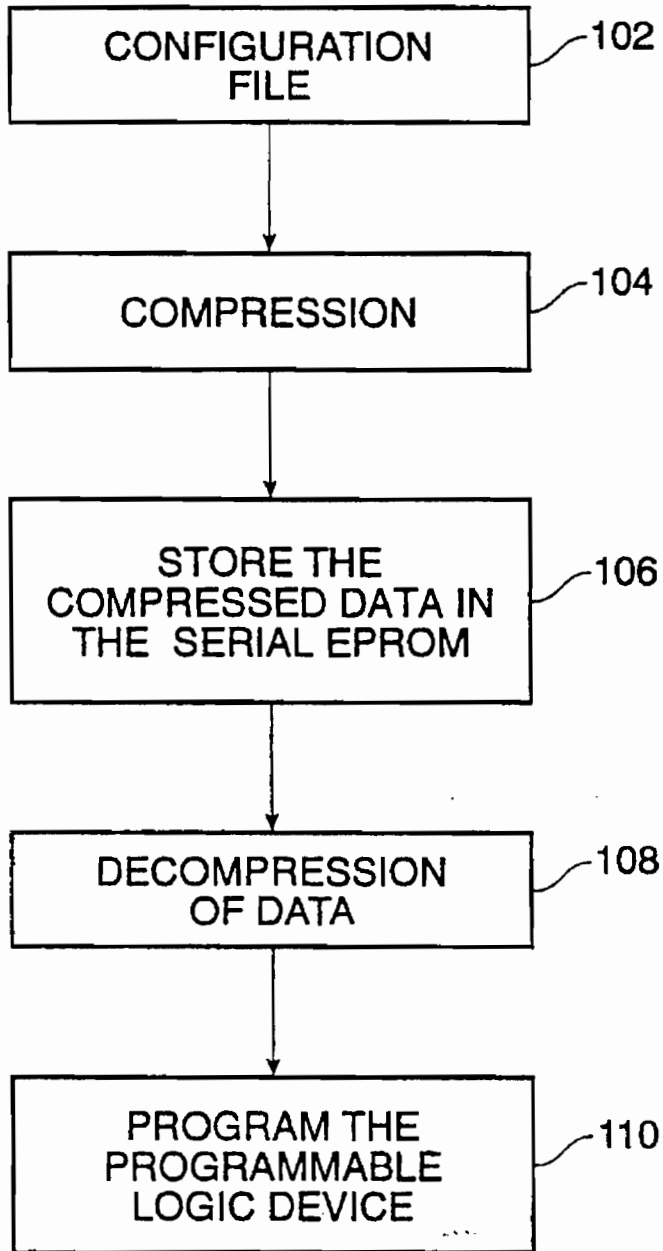 CONFIGURATION
FILE
102
COMPRESSION
104
STORE THE
COMPRESSED DATA IN
THE SERIAL EPROM
106
DECOMPRESSION
OF DATA
108
PROGRAM THE
PROGRAMMABLE
LOGIC DEVICE
110